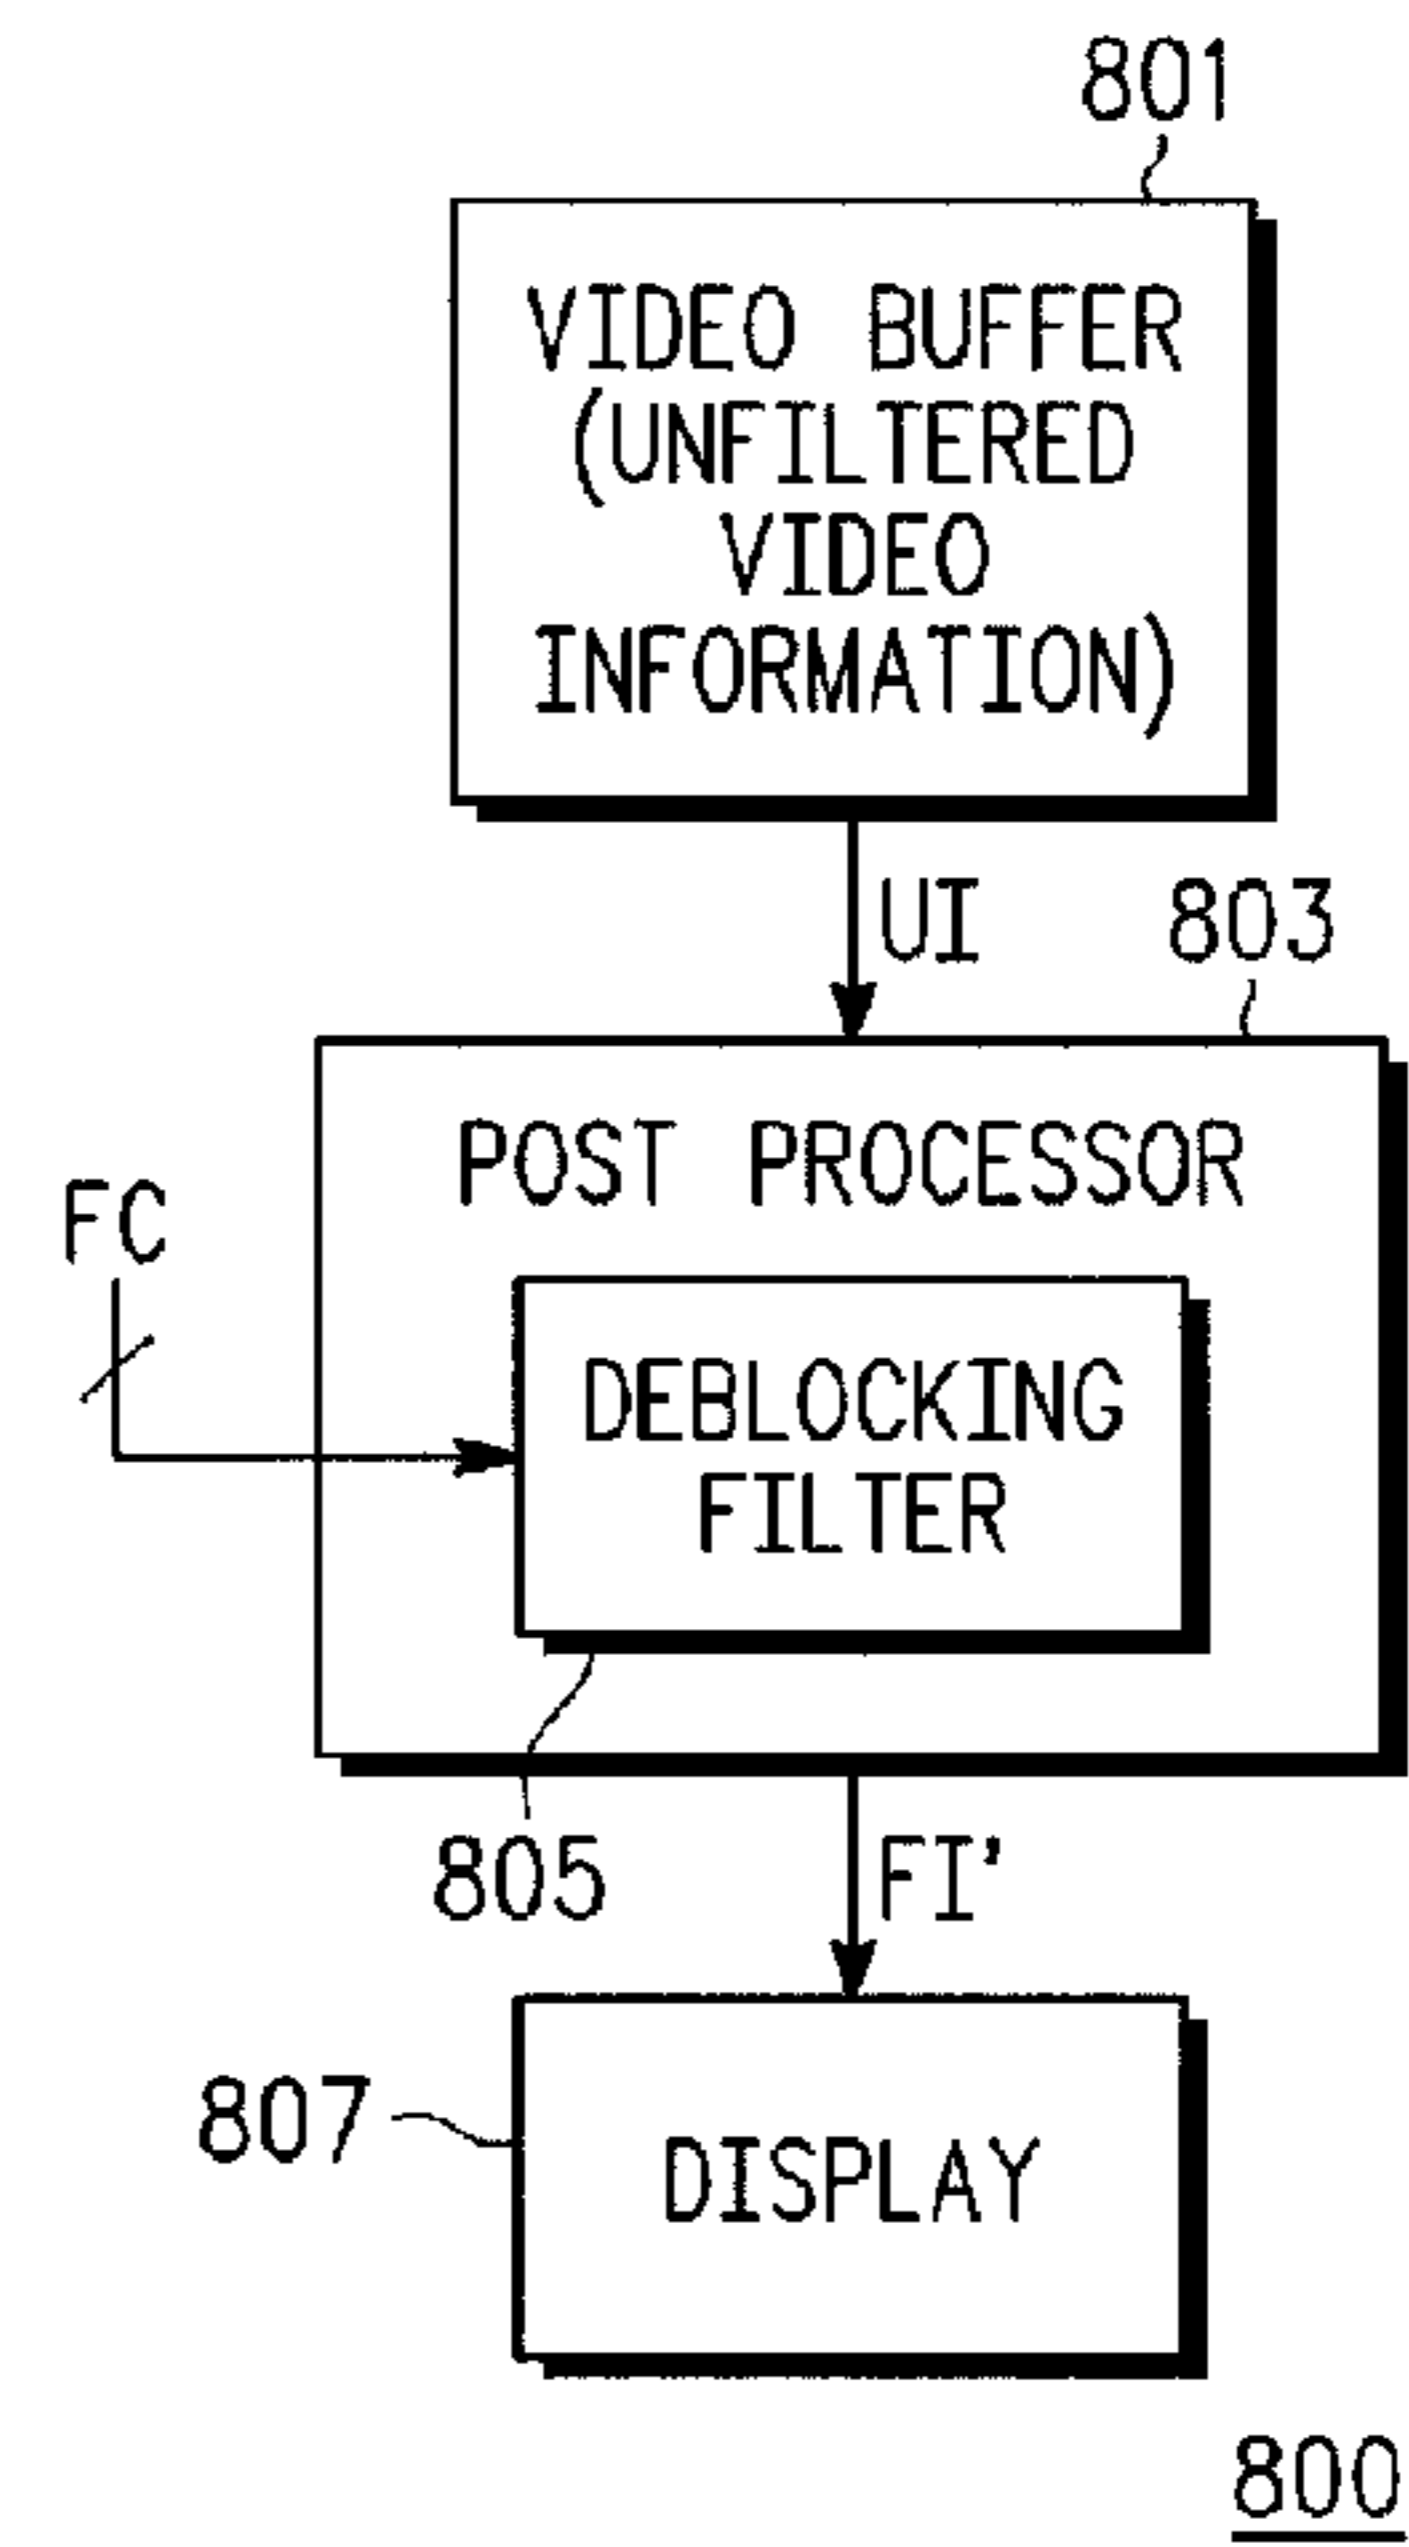 801
VIDEO BUFFER
(UNFILTERED
VIDEO
INFORMATION)
UI
803
POST PROCESSOR
FC
DEBLOCKING
FILTER
805
FI'
807
DISPLAY
800